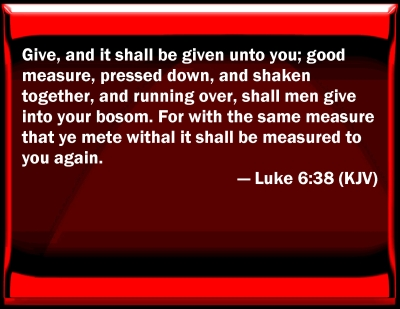 Give, and it shall be given unto you; good
measure, pressed down, and shaken
together, and running over, shall men give
into your bosom. For with the same measure
that ye mete withal it shall be measured to
you again.
— Luke 6:38 (KJV)